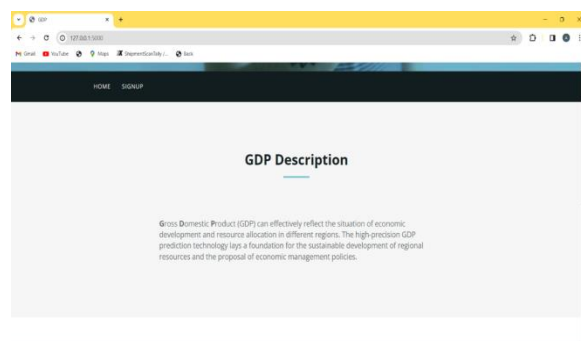 GDP
127.0.0.1:5000
Gmail YouTube Maps ShipmentScanTally /... back
HOME SIGNUP
GDP Description
Gross Domestic Product (GDP) can effectively reflect the situation of economic
development and resource allocation in different regions. The high-precision GDP
prediction technology lays a foundation for the sustainable development of regional
resources and the proposal of economic management policies.